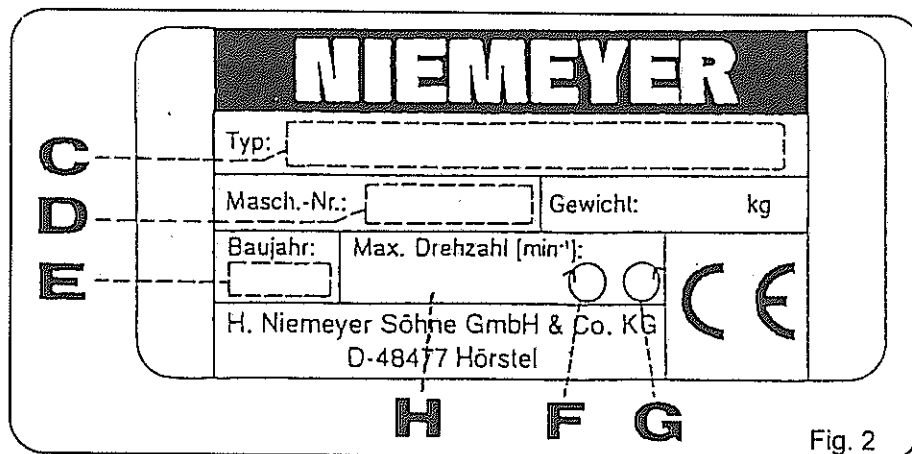 NIEMEYER
C
Typ:
D
Masch.-Nr.:
Gewicht: kg
E
Baujahr:
Max. Drehzahl [min⁻¹]:
CE
H. Niemeyer Söhne GmbH & Co. KG
D-48477 Hörstel
H F G
Fig. 2